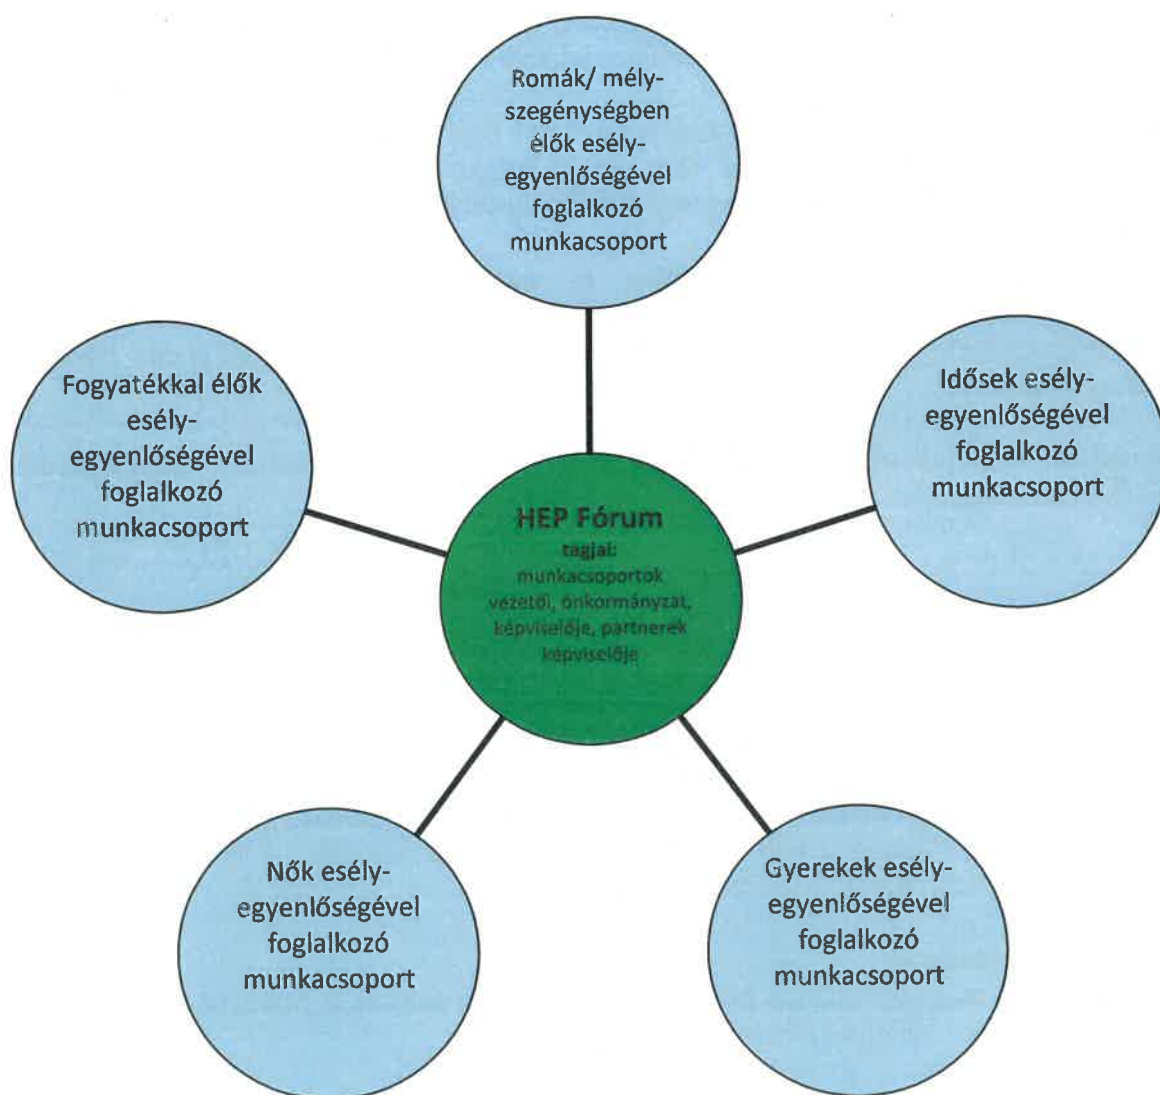 Romák/ mély-
szegénységben
élők esély-
egyenlőségével
foglalkozó
munkacsoport
Fogyatékkal élők
esély-
egyenlőségével
foglalkozó
munkacsoport
Idősek esély-
egyenlőségével
foglalkozó
munkacsoport
HEP Fórum
tagjai:
munkacsoportok
vezetői, önkormányzat,
képviselője, partnerek
képviselője
Nők esély-
egyenlőségével
foglalkozó
munkacsoport
Gyerekek esély-
egyenlőségével
foglalkozó
munkacsoport